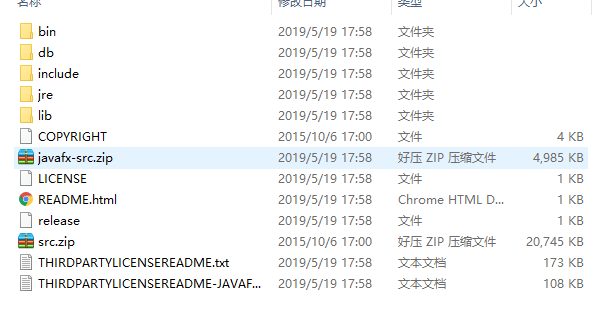 名称 修改日期 类型 大小
bin 2019/5/19 17:58 文件夹
db 2019/5/19 17:58 文件夹
include 2019/5/19 17:58 文件夹
jre 2019/5/19 17:58 文件夹
lib 2019/5/19 17:58 文件夹
COPYRIGHT 2015/10/6 17:00 文件 4 KB
javafx-src.zip 2019/5/19 17:58 好压 ZIP 压缩文件 4,985 KB
LICENSE 2019/5/19 17:58 文件 1 KB
README.html 2019/5/19 17:58 Chrome HTML D... 1 KB
release 2019/5/19 17:58 文件 1 KB
src.zip 2015/10/6 17:00 好压 ZIP 压缩文件 20,745 KB
THIRDPARTYLICENSEREADME.txt 2019/5/19 17:58 文本文档 173 KB
THIRDPARTYLICENSEREADME-JAVAF... 2019/5/19 17:58 文本文档 108 KB